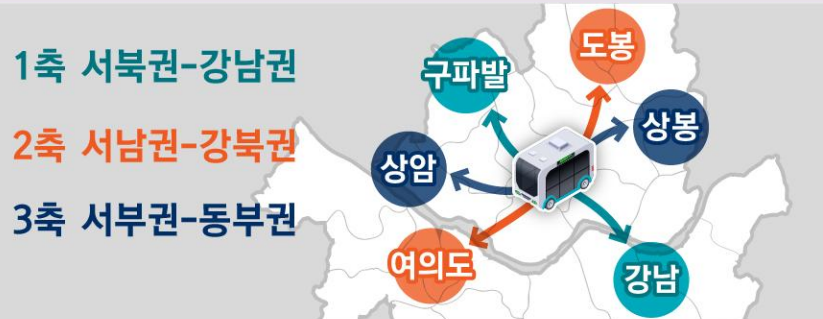 1축 서북권-강남권
2축 서남권-강북권
3축 서부권-동부권
도봉
구파발
상봉
상암
여의도
강남